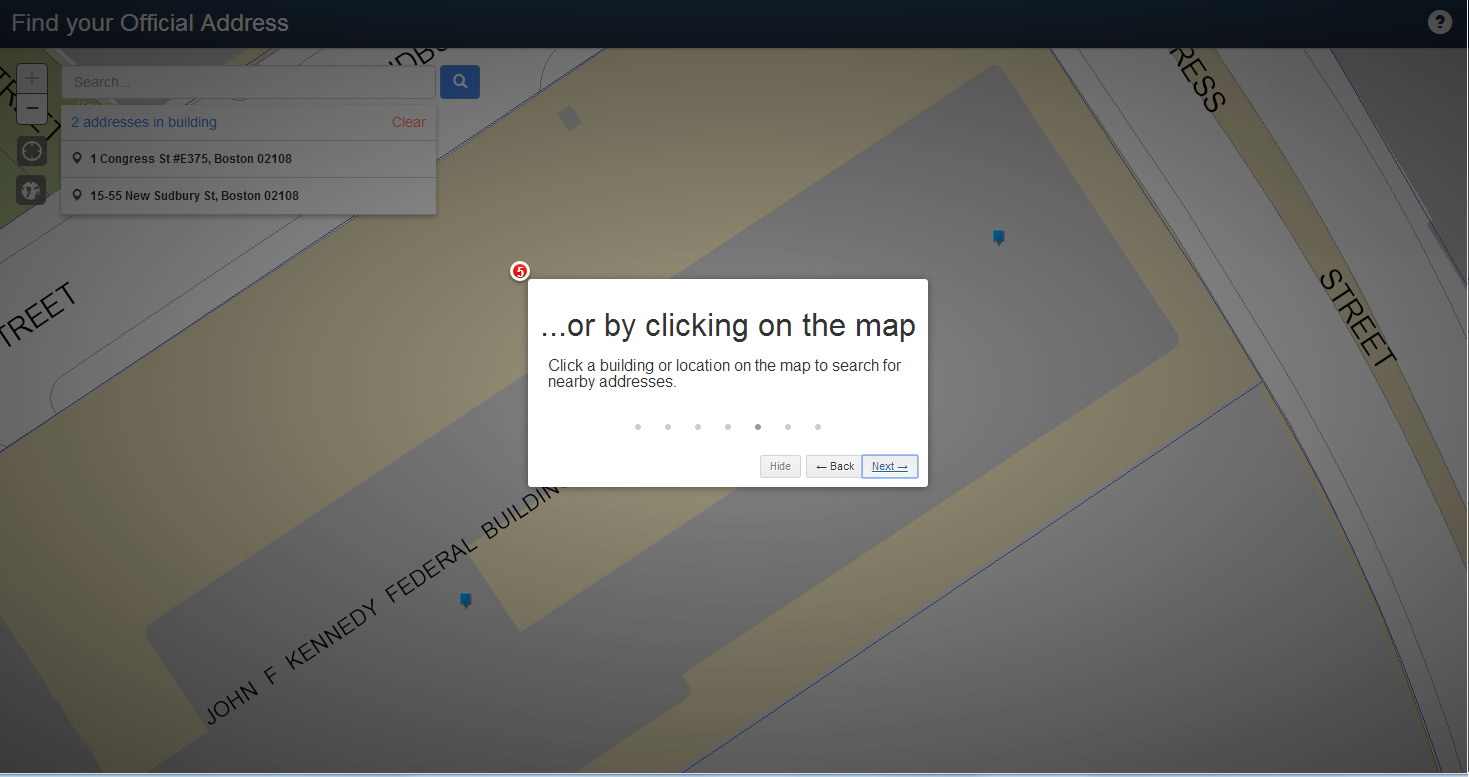 Find your Official Address
?
Search...
2 addresses in building
Clear
1 Congress St #E375, Boston 02108
15-55 New Sudbury St, Boston 02108
STREET
5
...or by clicking on the map
Click a building or location on the map to search for
nearby addresses.
Hide
← Back
Next →
JOHN F KENNEDY FEDERAL BUILDING